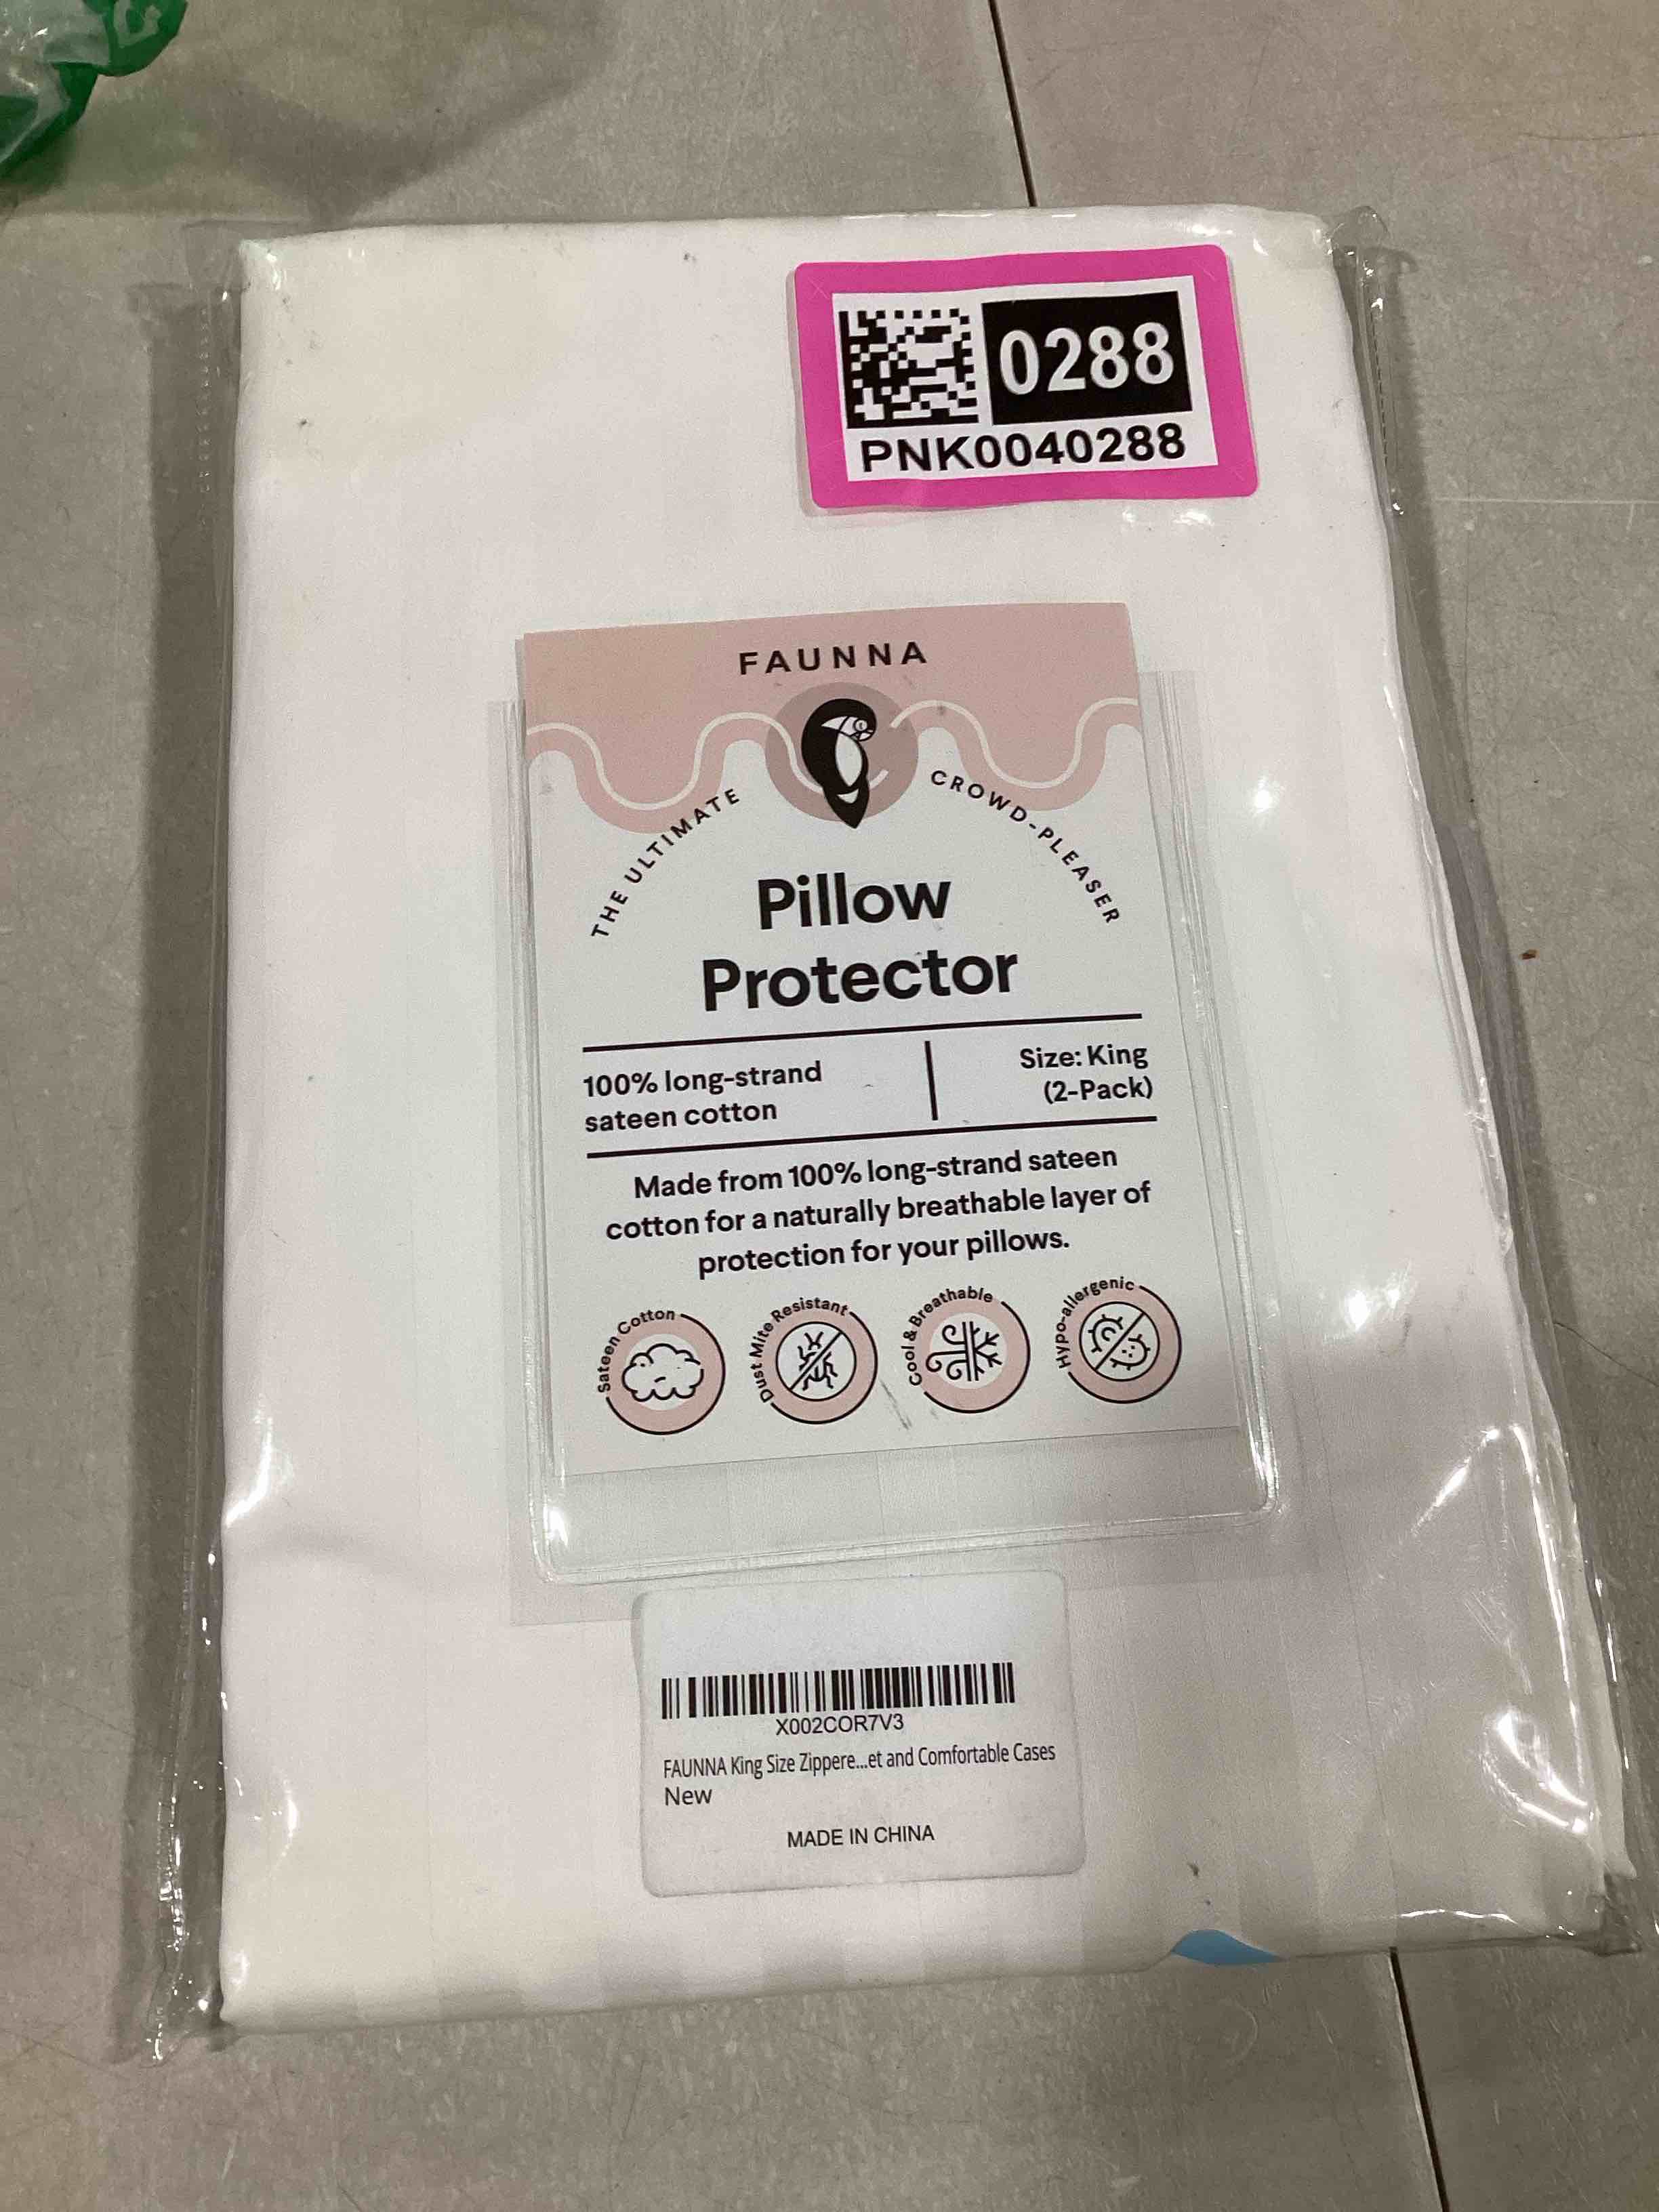 0288
PNK0040288
FAUNNA
THE ULTIMATE
CROWD-PLEASER
Pillow
Protector
100% long-strand
sateen cotton
Size: King
(2-Pack)
Made from 100% long-strand sateen
cotton for a naturally breathable layer of
protection for your pillows.
Sateen Cotton
Dust Mite Resistant
Cool & Breathable
Hypo-allergenic
X002COR7V3
FAUNNA King Size Zippere...et and Comfortable Cases
New
MADE IN CHINA